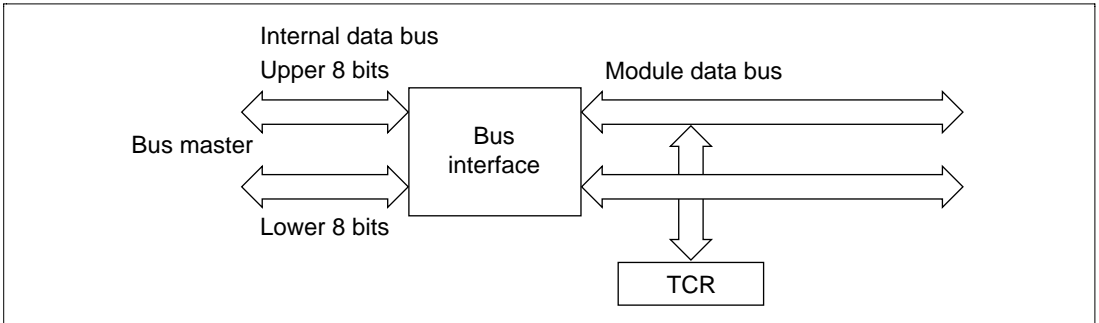 Internal data bus
Upper 8 bits
Module data bus
Bus master
Bus
interface
Lower 8 bits
TCR